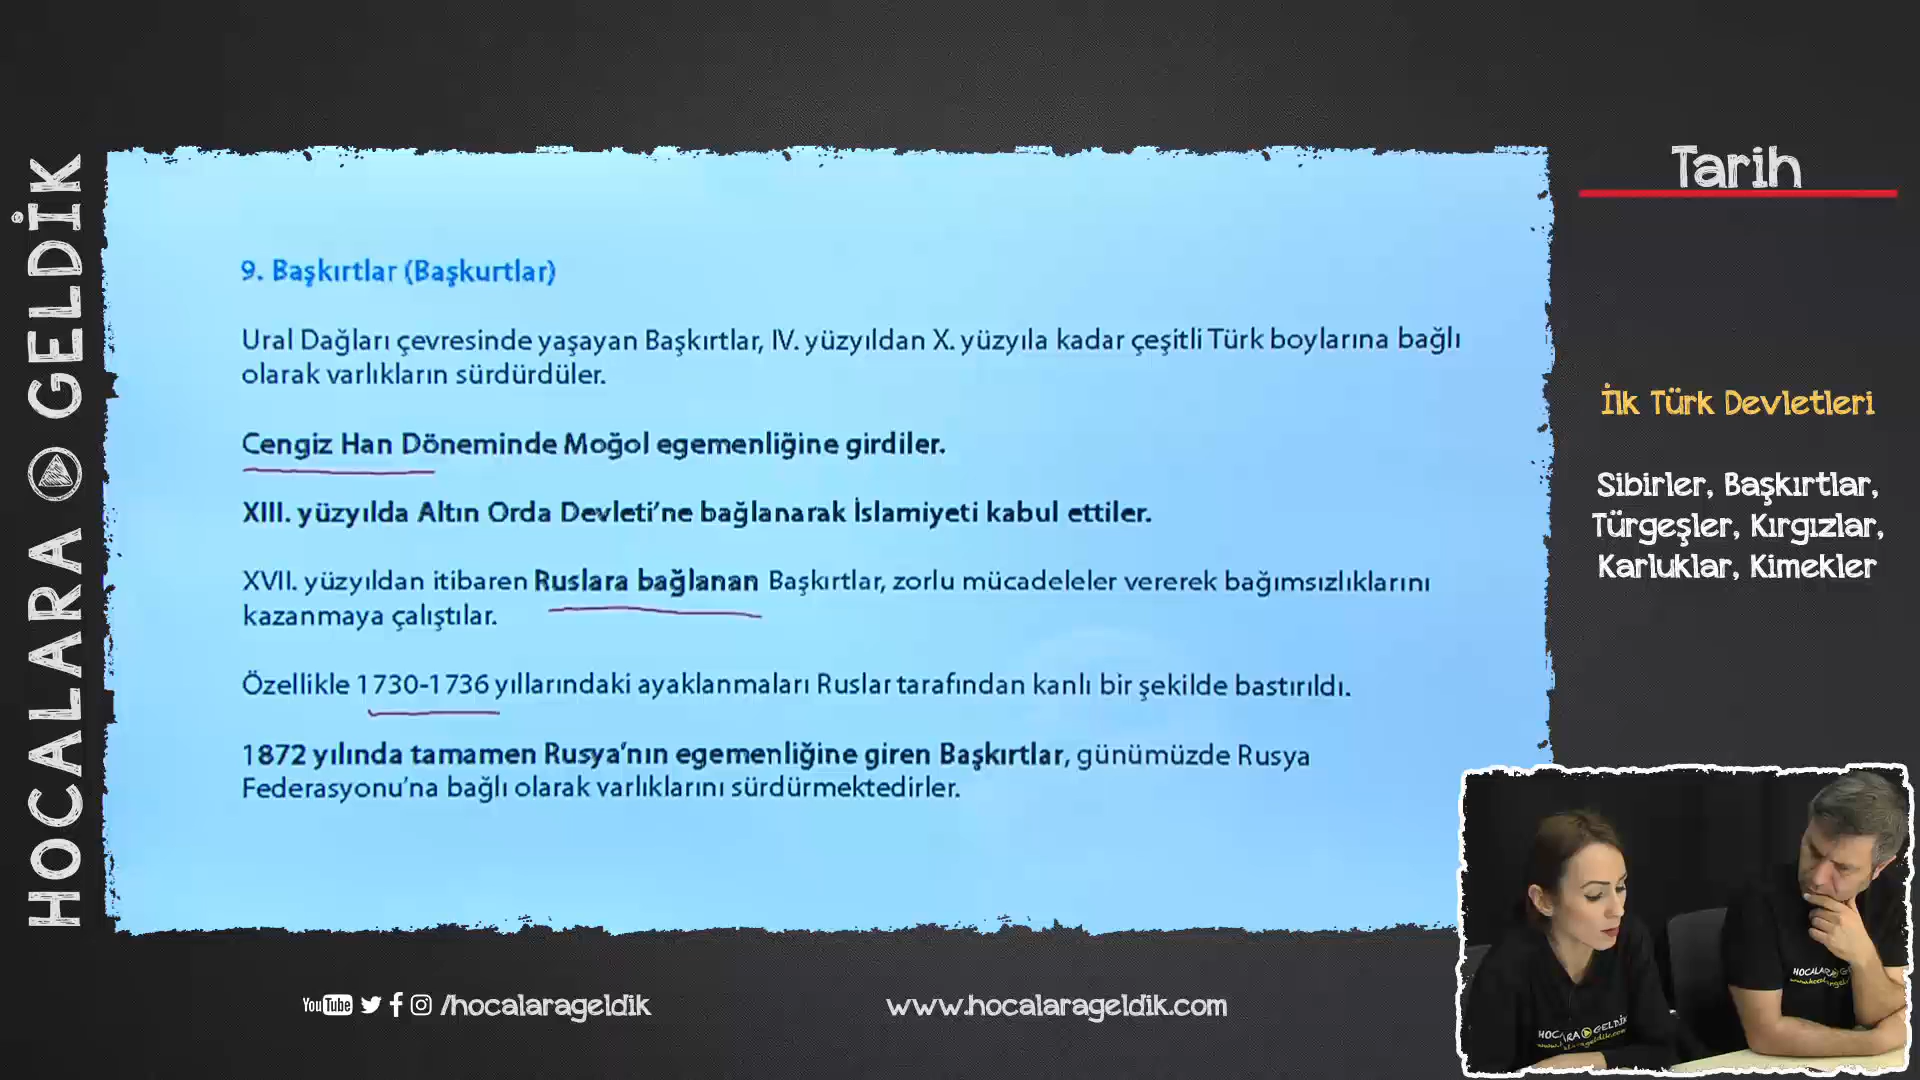 HOCALARA GELDİK
Tarih
9. Başkırtlar (Başkurtlar)
Ural Dağları çevresinde yaşayan Başkırtlar, IV. yüzyıldan X. yüzyıla kadar çeşitli Türk boylarına bağlı
olarak varlıkların sürdürdüler.
Cengiz Han Döneminde Moğol egemenliğine girdiler.
XIII. yüzyılda Altın Orda Devleti’ne bağlanarak İslamiyeti kabul ettiler.
XVII. yüzyıldan itibaren Ruslara bağlanan Başkırtlar, zorlu mücadeleler vererek bağımsızlıklarını
kazanmaya çalıştılar.
Özellikle 1730-1736 yıllarındaki ayaklanmaları Ruslar tarafından kanlı bir şekilde bastırıldı.
1872 yılında tamamen Rusya’nın egemenliğine giren Başkırtlar, günümüzde Rusya
Federasyonu’na bağlı olarak varlıklarını sürdürmektedirler.
İlk Türk Devletleri
Sibirler, Başkırtlar,
Türgeşler, Kırgızlar,
Karluklar, Kimekler
YouTube /hocalarageldik
www.hocalarageldik.com